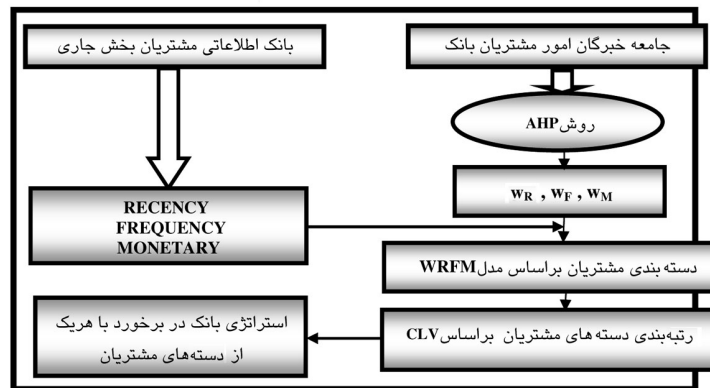 جامعه خبرگان امور مشتریان بانک
بانک اطلاعاتی مشتریان بخش جاری
روش AHP
wR , wF , wM
RECENCY
FREQUENCY
MONETARY
دسته بندی مشتریان براساس مدل WRFM
رتبه‌بندی دسته های مشتریان براساس CLV
استراتژی بانک در برخورد با هریک
از دسته‌های مشتریان